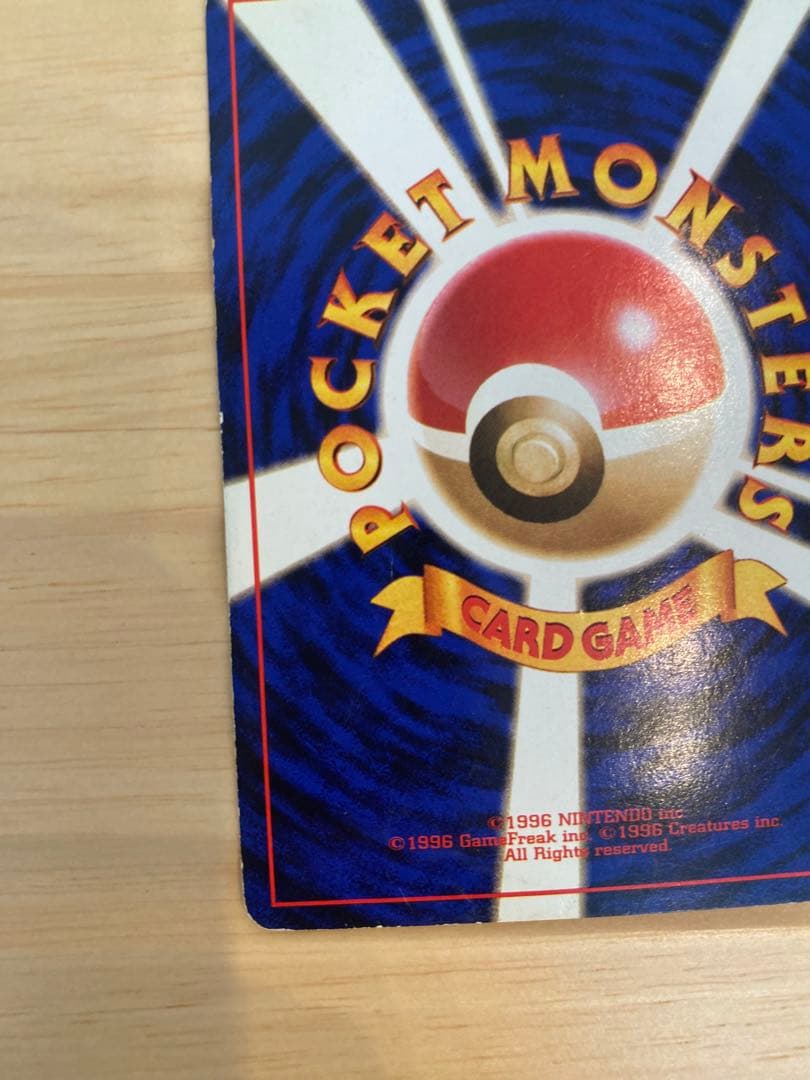 POCKET MONSTERS
CARD GAME
©1996 NINTENDO inc
©1996 GameFreak inc. ©1996 Creatures inc.
All Rights reserved.